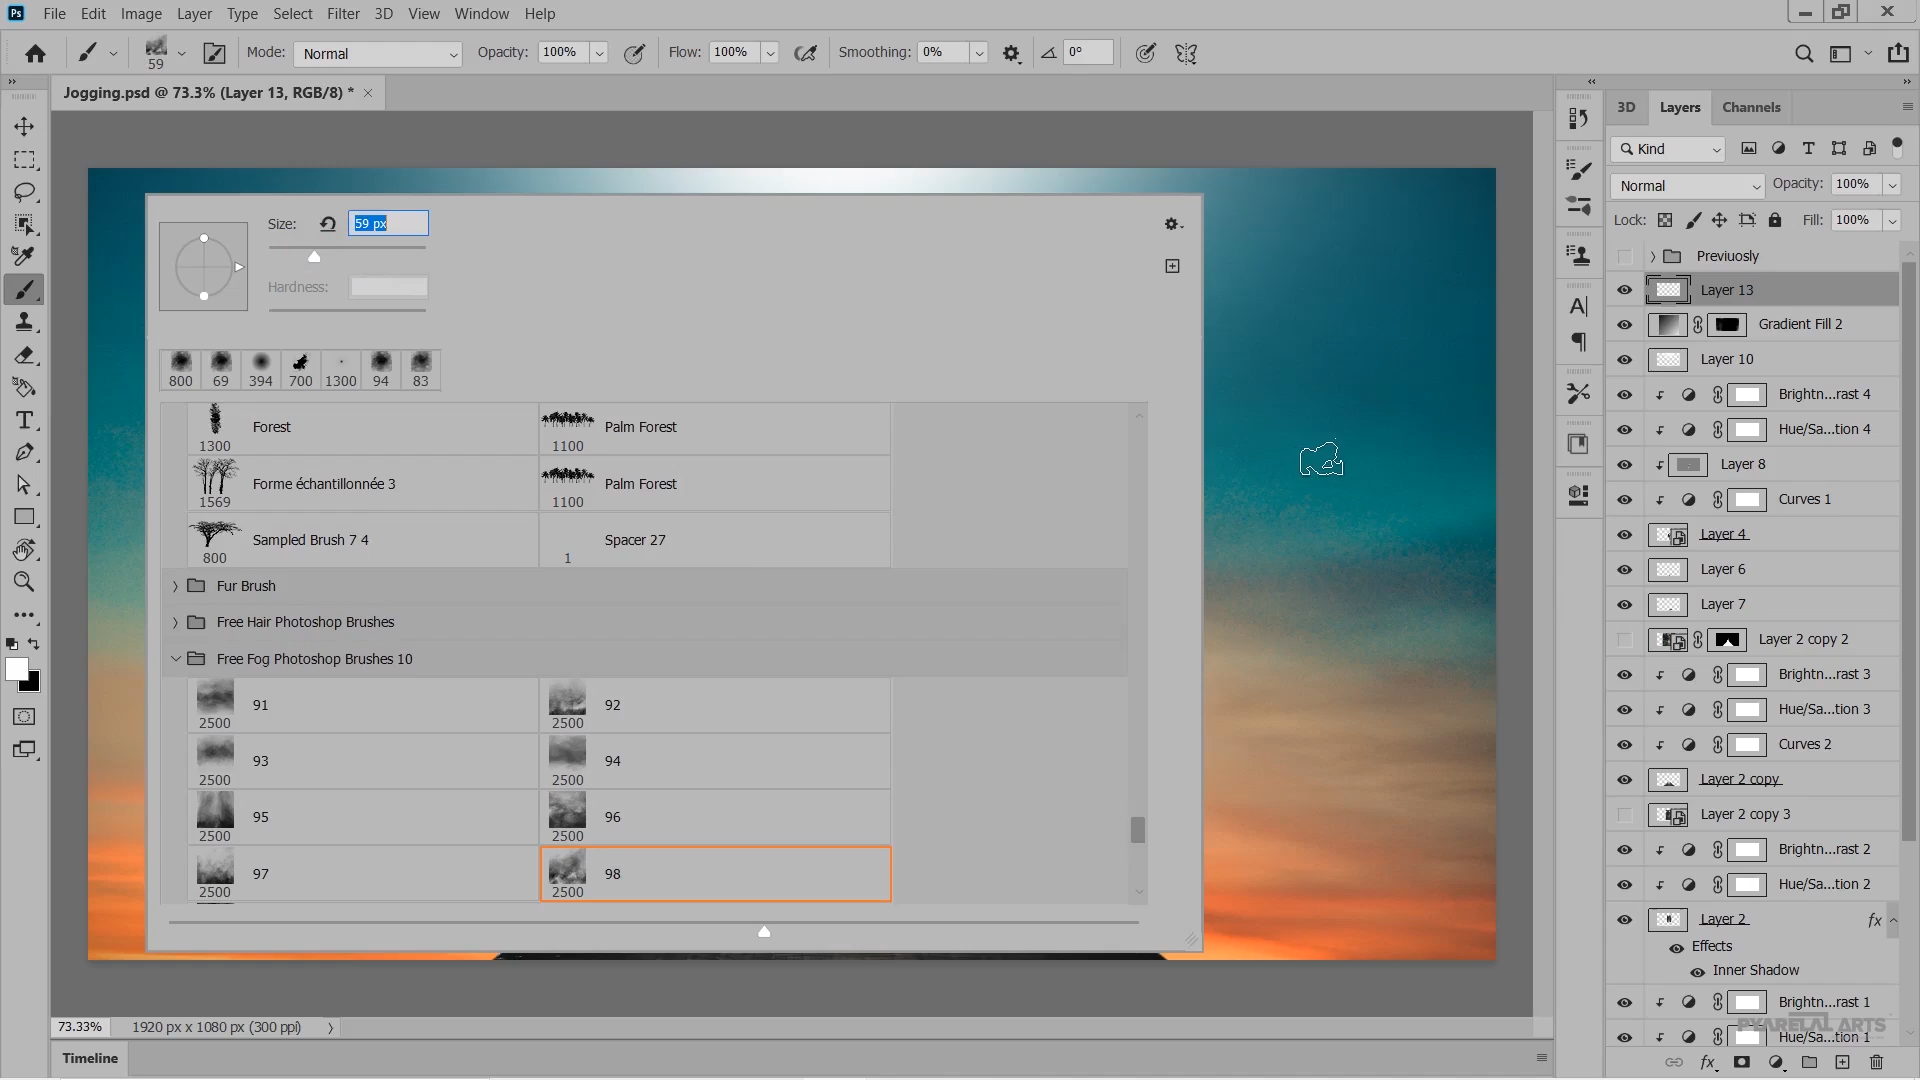 Ps File Edit Image Layer Type Select Filter 3D View Window Help
59 Mode: Normal Opacity: 100% Flow: 100% Smoothing: 0% 0°
Jogging.psd @ 73.3% (Layer 13, RGB/8) *
3D Layers Channels
Kind
Normal Opacity: 100%
Lock: Fill: 100%
Size: 59 px
Hardness:
800 69 394 700 1300 94 83
Forest
1300
Palm Forest
1100
Forme échantillonnée 3
1569
Palm Forest
1100
Sampled Brush 7 4
800
Spacer 27
1
Fur Brush
Free Hair Photoshop Brushes
Free Fog Photoshop Brushes 10
91
2500
92
2500
93
2500
94
2500
95
2500
96
2500
97
2500
98
2500
Previuosly
Layer 13
Gradient Fill 2
Layer 10
Brightn...rast 4
Hue/Sa...tion 4
Layer 8
Curves 1
Layer 4
Layer 6
Layer 7
Layer 2 copy 2
Brightn...rast 3
Hue/Sa...tion 3
Curves 2
Layer 2 copy
Layer 2 copy 3
Brightn...rast 2
Hue/Sa...tion 2
Layer 2 fx
Effects
Inner Shadow
Brightn...rast 1
Hue/Sa...tion 1
PYARELAL ARTS
fx
73.33% 1920 px x 1080 px (300 ppi)
Timeline